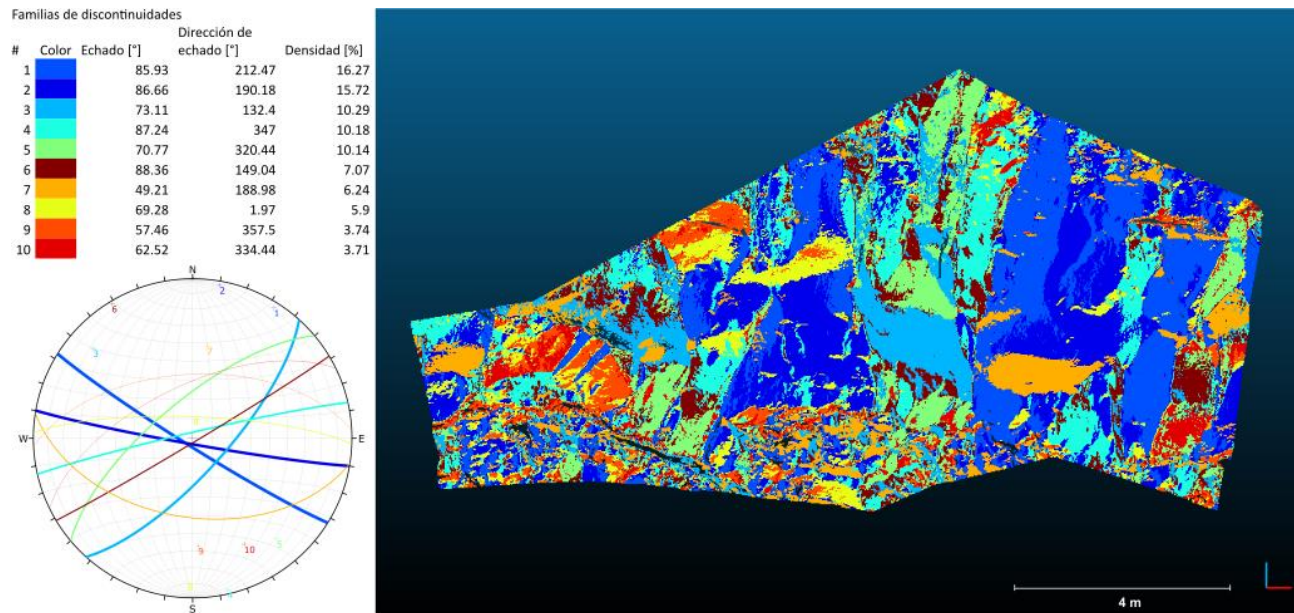 Familias de discontinuidades
Dirección de
# Color Echado [°] echado [°] Densidad [%]
1 85.93 212.47 16.27
2 86.66 190.18 15.72
3 73.11 132.4 10.29
4 87.24 347 10.18
5 70.77 320.44 10.14
6 88.36 149.04 7.07
7 49.21 188.98 6.24
8 69.28 1.97 5.9
9 57.46 357.5 3.74
10 62.52 334.44 3.71
N
2
6
1
3
7
W
E
5
9
10
S
4 m